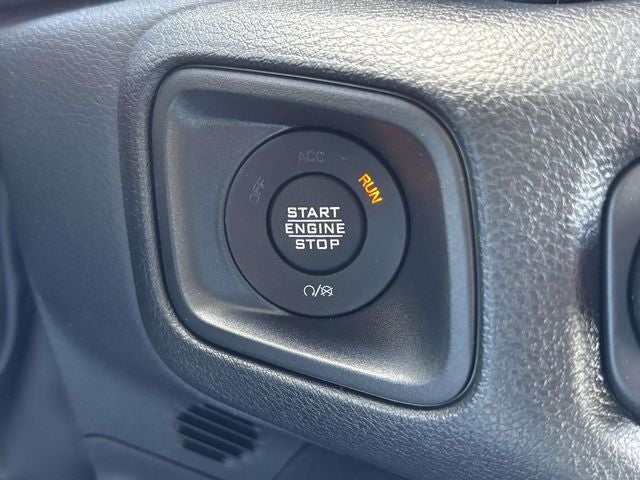 OFF
ACC
RUN
START
ENGINE
STOP